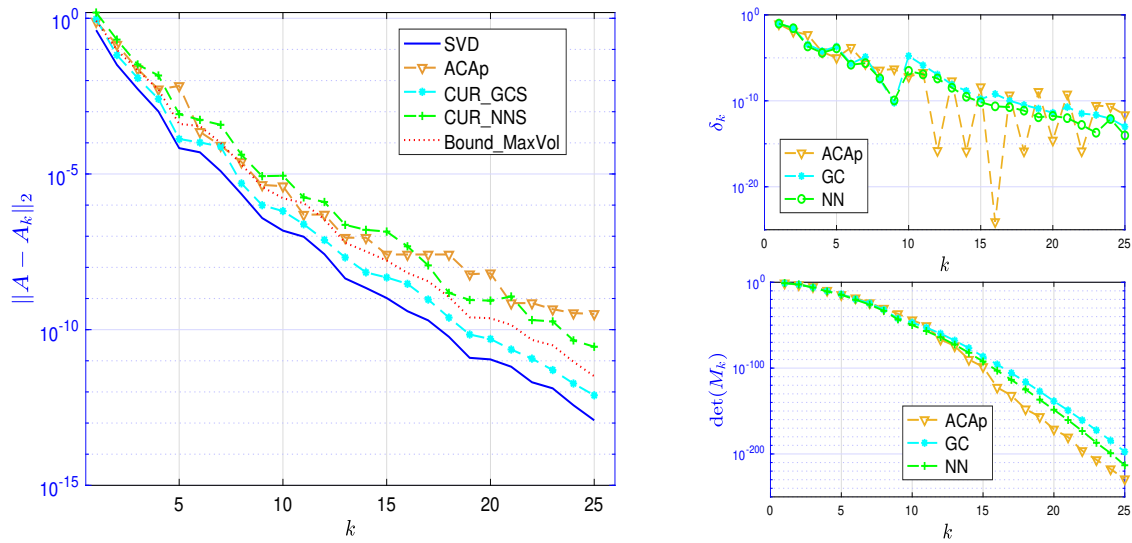 10^0
10^-5
10^-10
10^-15
||A − A_k||_2
5
10
15
20
25
k
SVD
ACAp
CUR_GCS
CUR_NNS
Bound_MaxVol
10^0
10^-10
10^-20
δ_k
0
5
10
15
20
25
k
ACAp
GC
NN
10^0
10^-100
10^-200
det(M_k)
0
5
10
15
20
25
k
ACAp
GC
NN